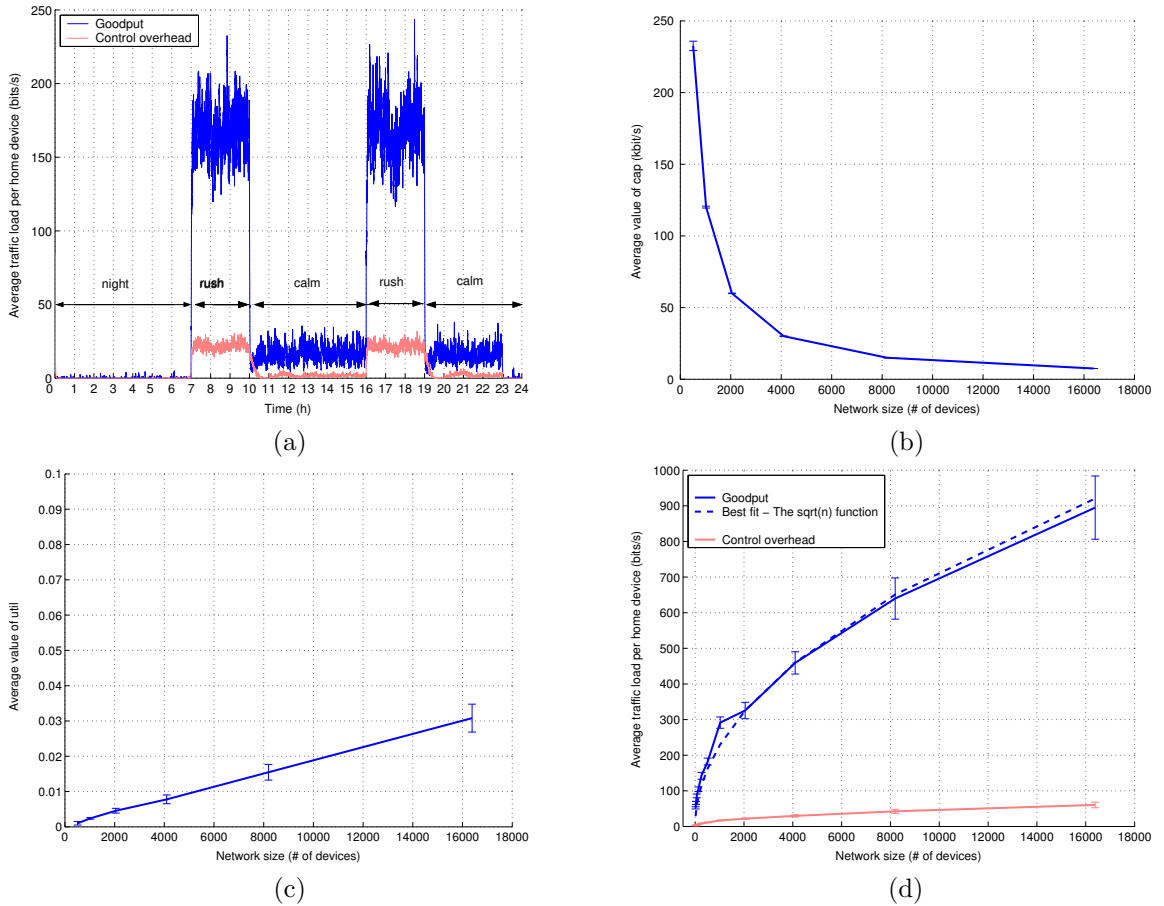 Goodput
Control overhead
Average traffic load per home device (bits/s)
250
200
150
100
50
0
night
rush
calm
rush
calm
1 2 3 4 5 6 7 8 9 10 11 12 13 14 15 16 17 18 19 20 21 22 23 24
Time (h)
(a)
Average value of cap (kbit/s)
250
200
150
100
50
0
0 2000 4000 6000 8000 10000 12000 14000 16000 18000
Network size (# of devices)
(b)
Average value of util
0.1
0.09
0.08
0.07
0.06
0.05
0.04
0.03
0.02
0.01
0
0 2000 4000 6000 8000 10000 12000 14000 16000 18000
Network size (# of devices)
(c)
Goodput
Best fit − The sqrt(n) function
Control overhead
Average traffic load per home device (bits/s)
1000
900
800
700
600
500
400
300
200
100
0
0 2000 4000 6000 8000 10000 12000 14000 16000 18000
Network size (# of devices)
(d)